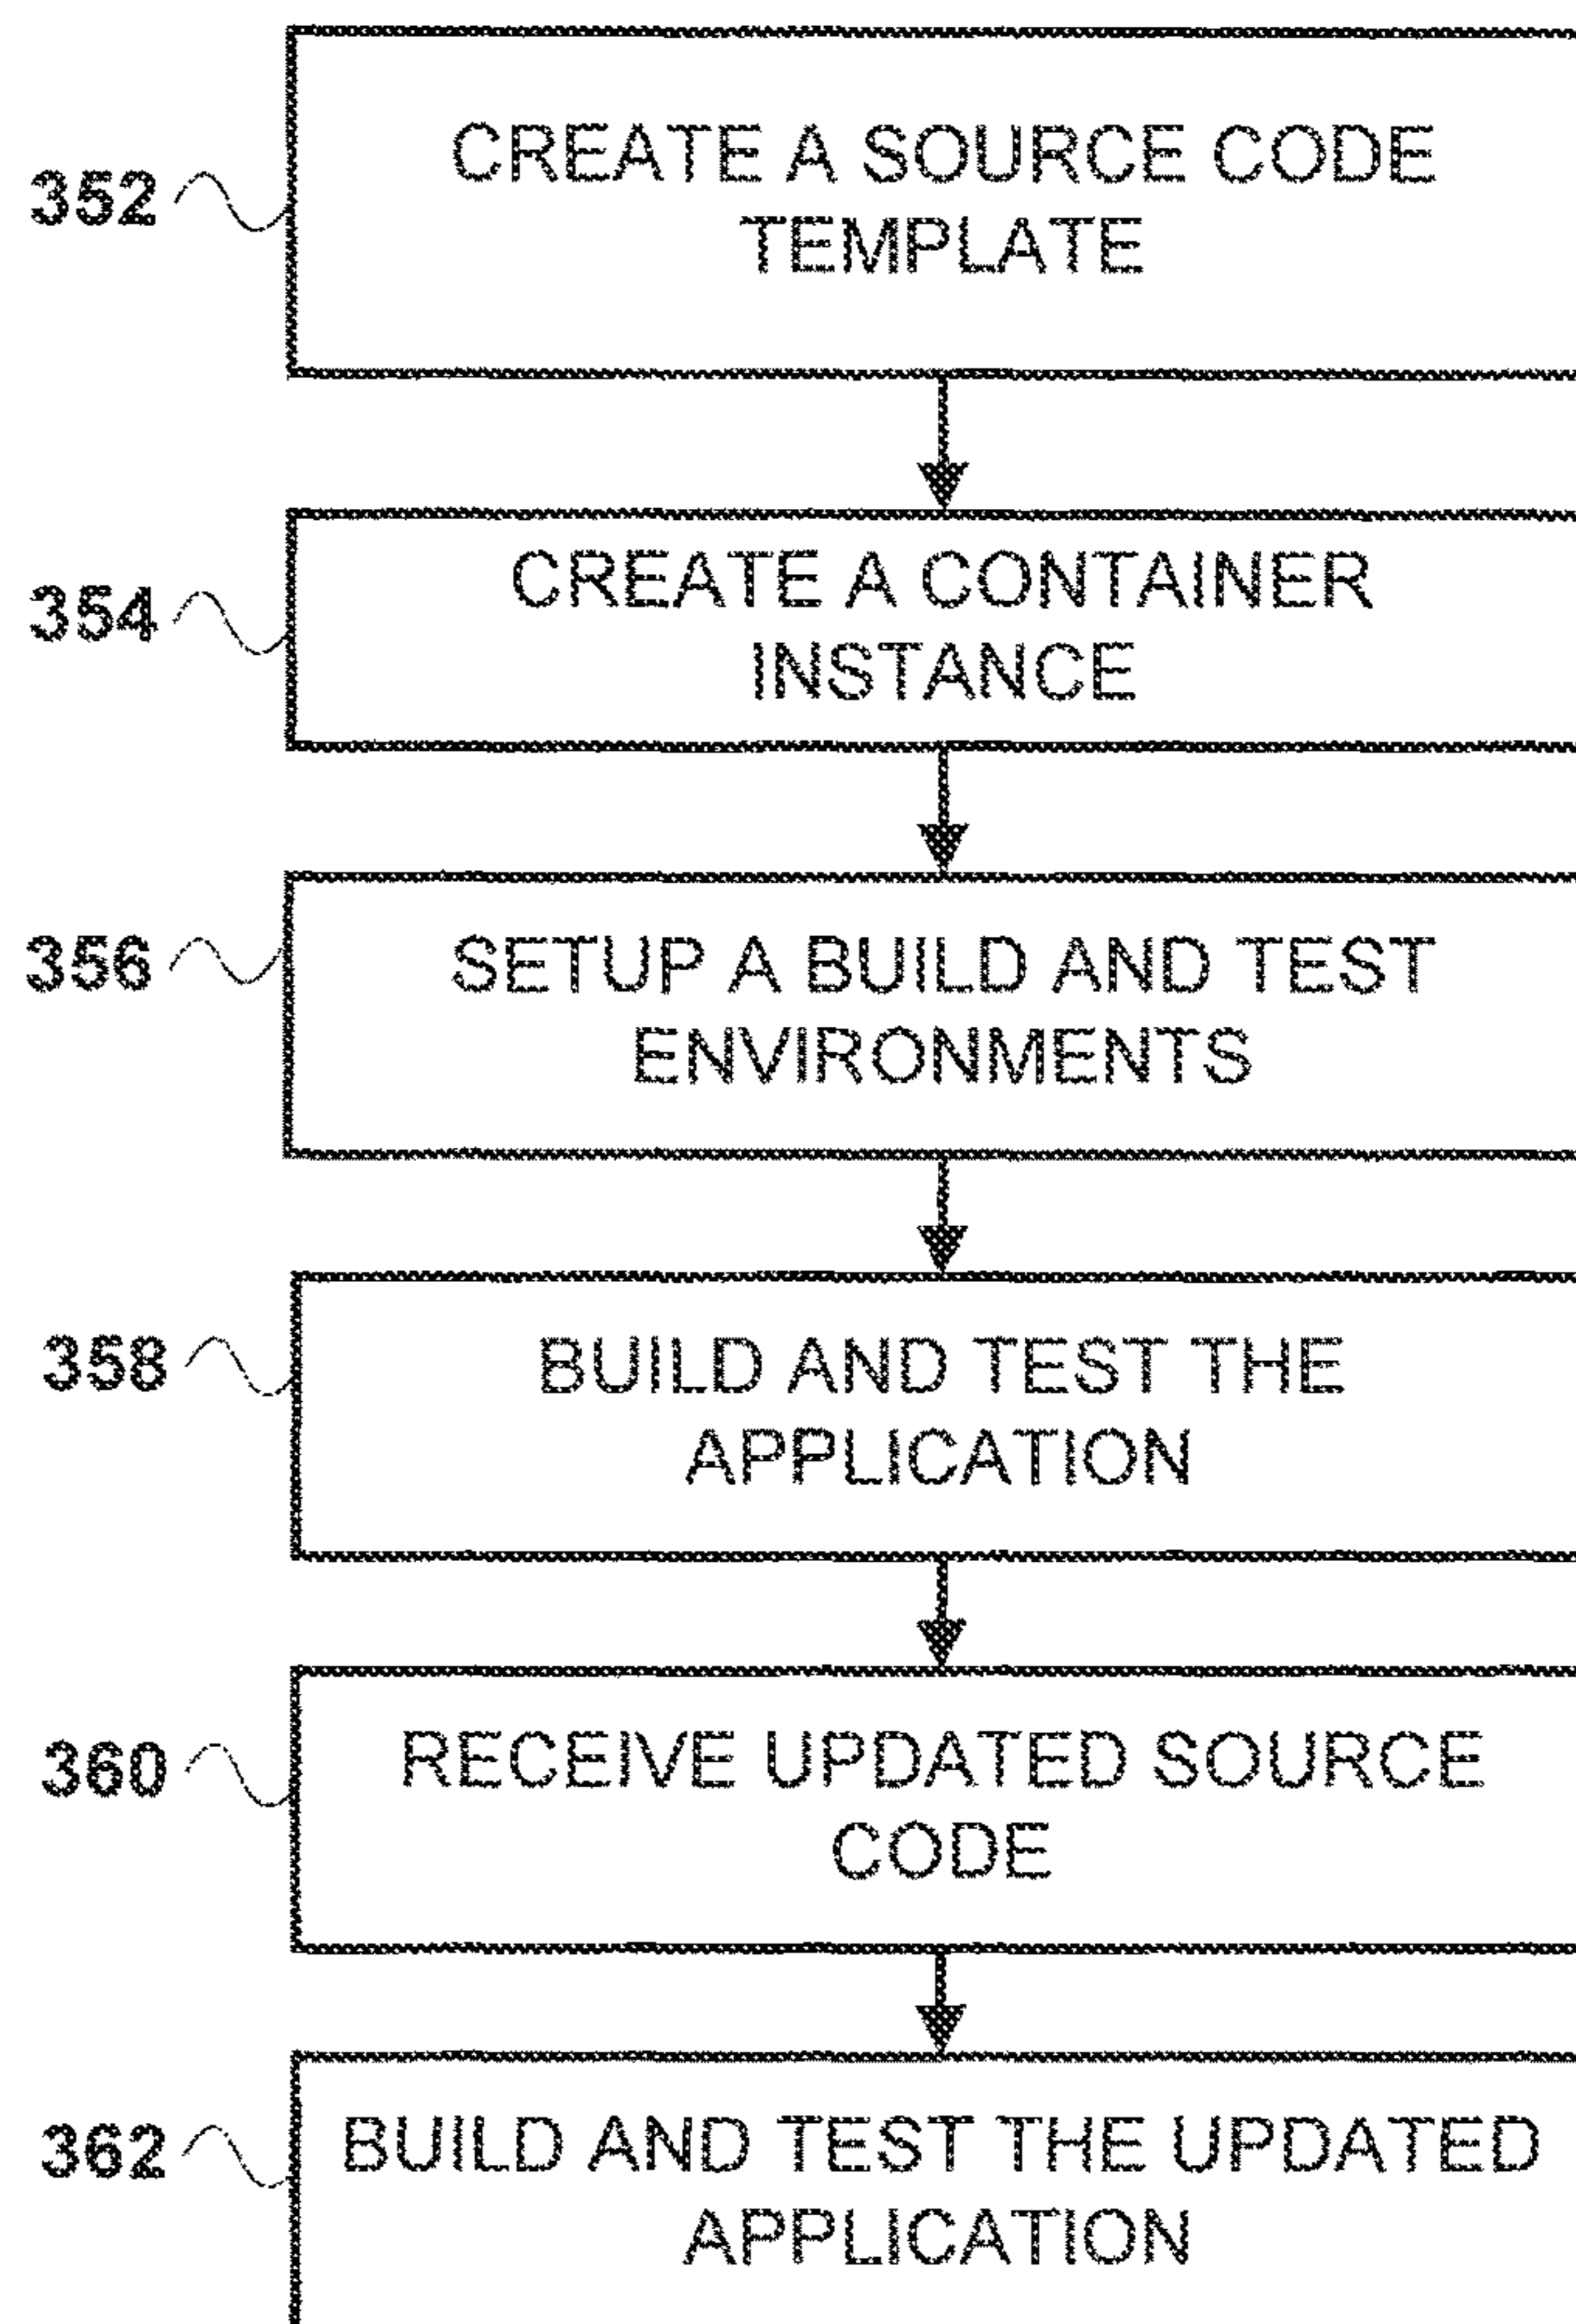 352
CREATE A SOURCE CODE
TEMPLATE
354
CREATE A CONTAINER
INSTANCE
356
SETUP A BUILD AND TEST
ENVIRONMENTS
358
BUILD AND TEST THE
APPLICATION
360
RECEIVE UPDATED SOURCE
CODE
362
BUILD AND TEST THE UPDATED
APPLICATION